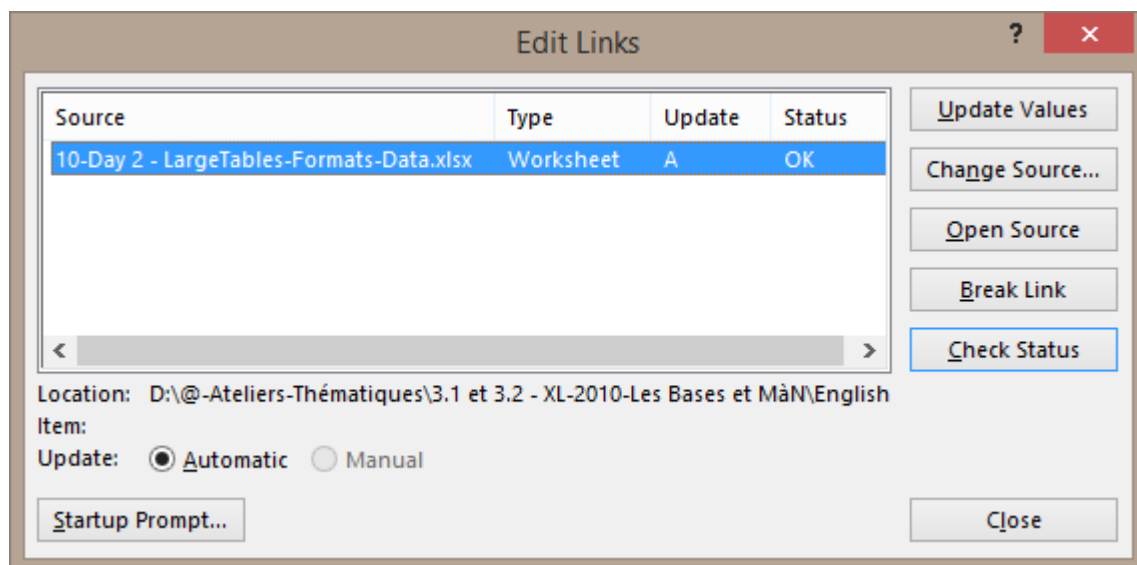 Edit Links
?
×
Source Type Update Status
10-Day 2 - LargeTables-Formats-Data.xlsx Worksheet A OK
Update Values
Change Source...
Open Source
Break Link
Check Status
Location: D:\@-Ateliers-Thématiques\3.1 et 3.2 - XL-2010-Les Bases et MàN\English
Item:
Update: Automatic Manual
Startup Prompt...
Close